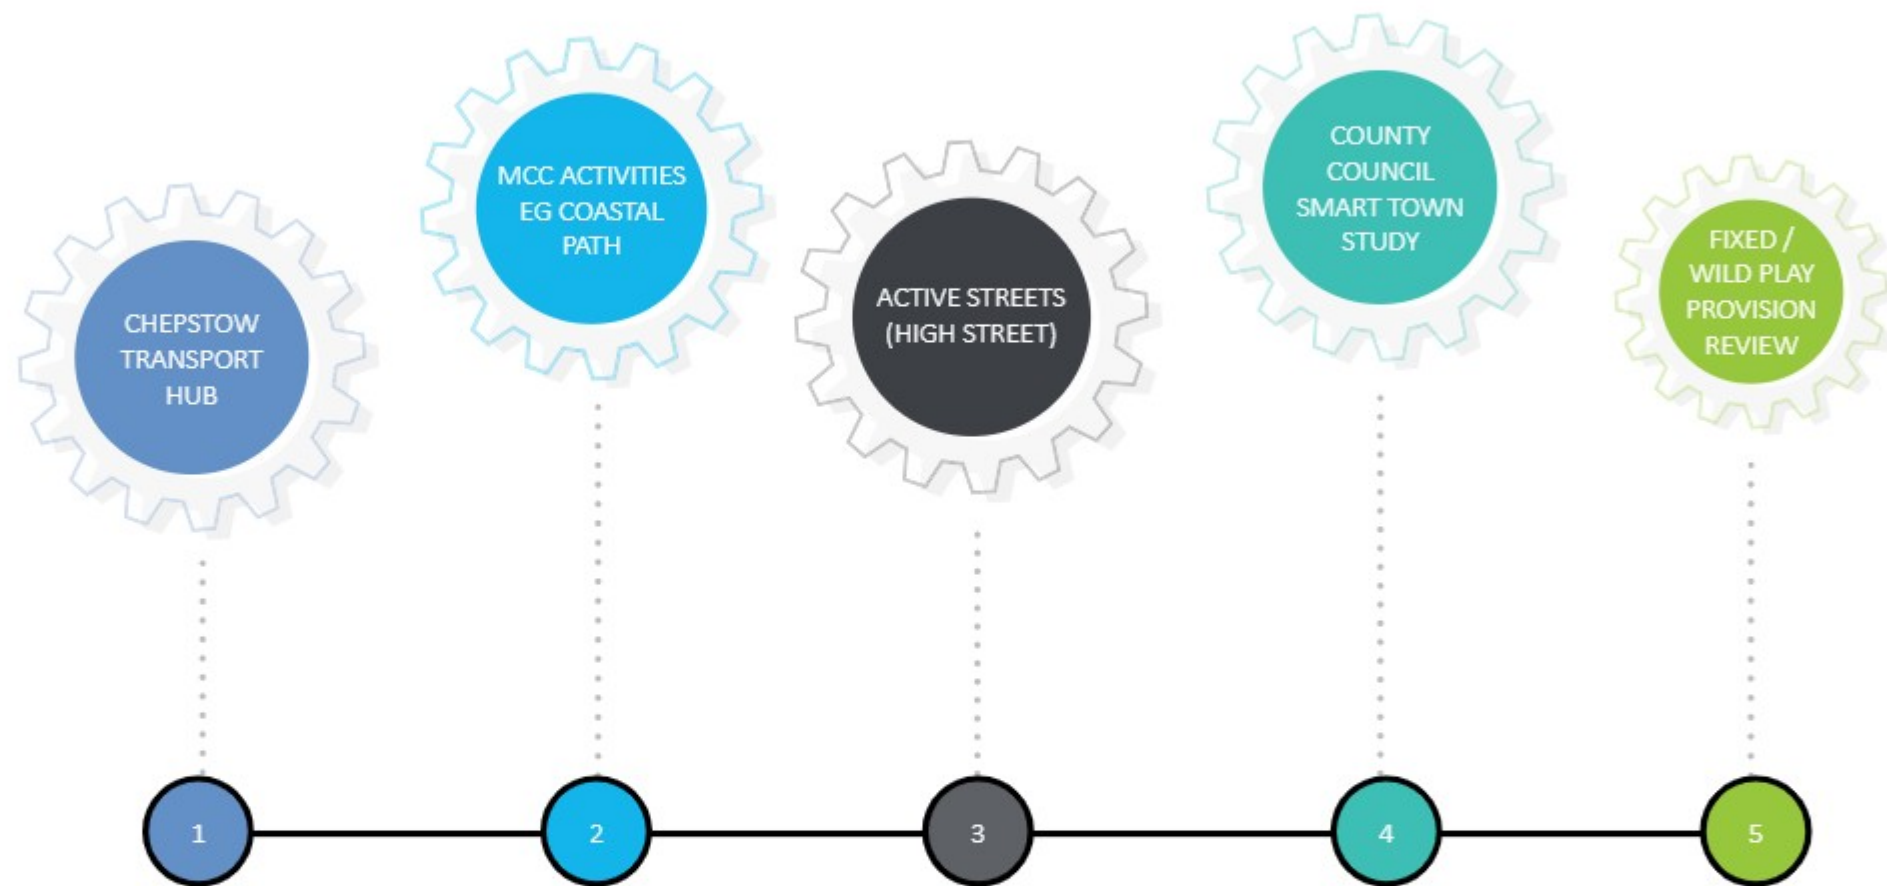 CHEPSTOW
TRANSPORT
HUB
MCC ACTIVITIES
EG COASTAL
PATH
ACTIVE STREETS
(HIGH STREET)
COUNTY
COUNCIL
SMART TOWN
STUDY
FIXED /
WILD PLAY
PROVISION
REVIEW
1
2
3
4
5